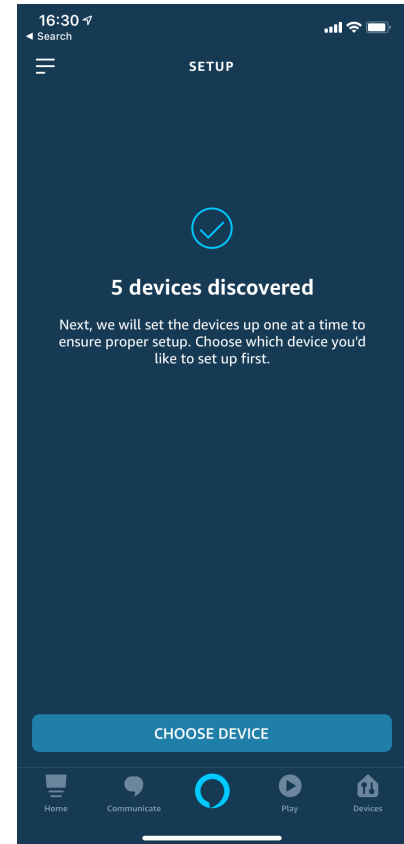 16:30
Search
SETUP
5 devices discovered
Next, we will set the devices up one at a time to
ensure proper setup. Choose which device you'd
like to set up first.
CHOOSE DEVICE
Home
Communicate
Play
Devices